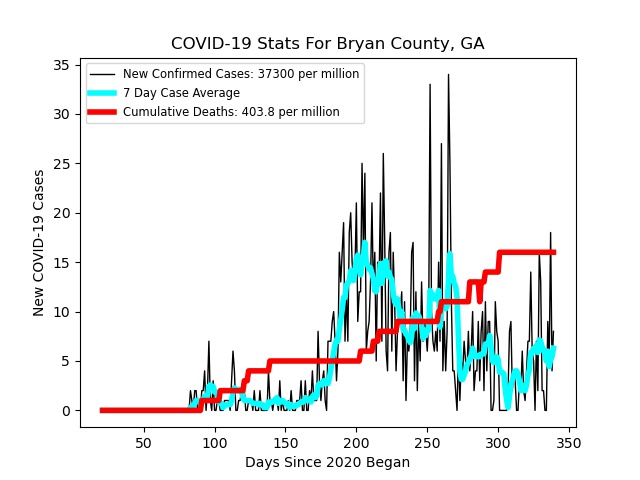 COVID-19 Stats For Bryan County, GA
New Confirmed Cases: 37300 per million
7 Day Case Average
Cumulative Deaths: 403.8 per million
New COVID-19 Cases
35
30
25
20
15
10
5
0
50
100
150
200
250
300
350
Days Since 2020 Began